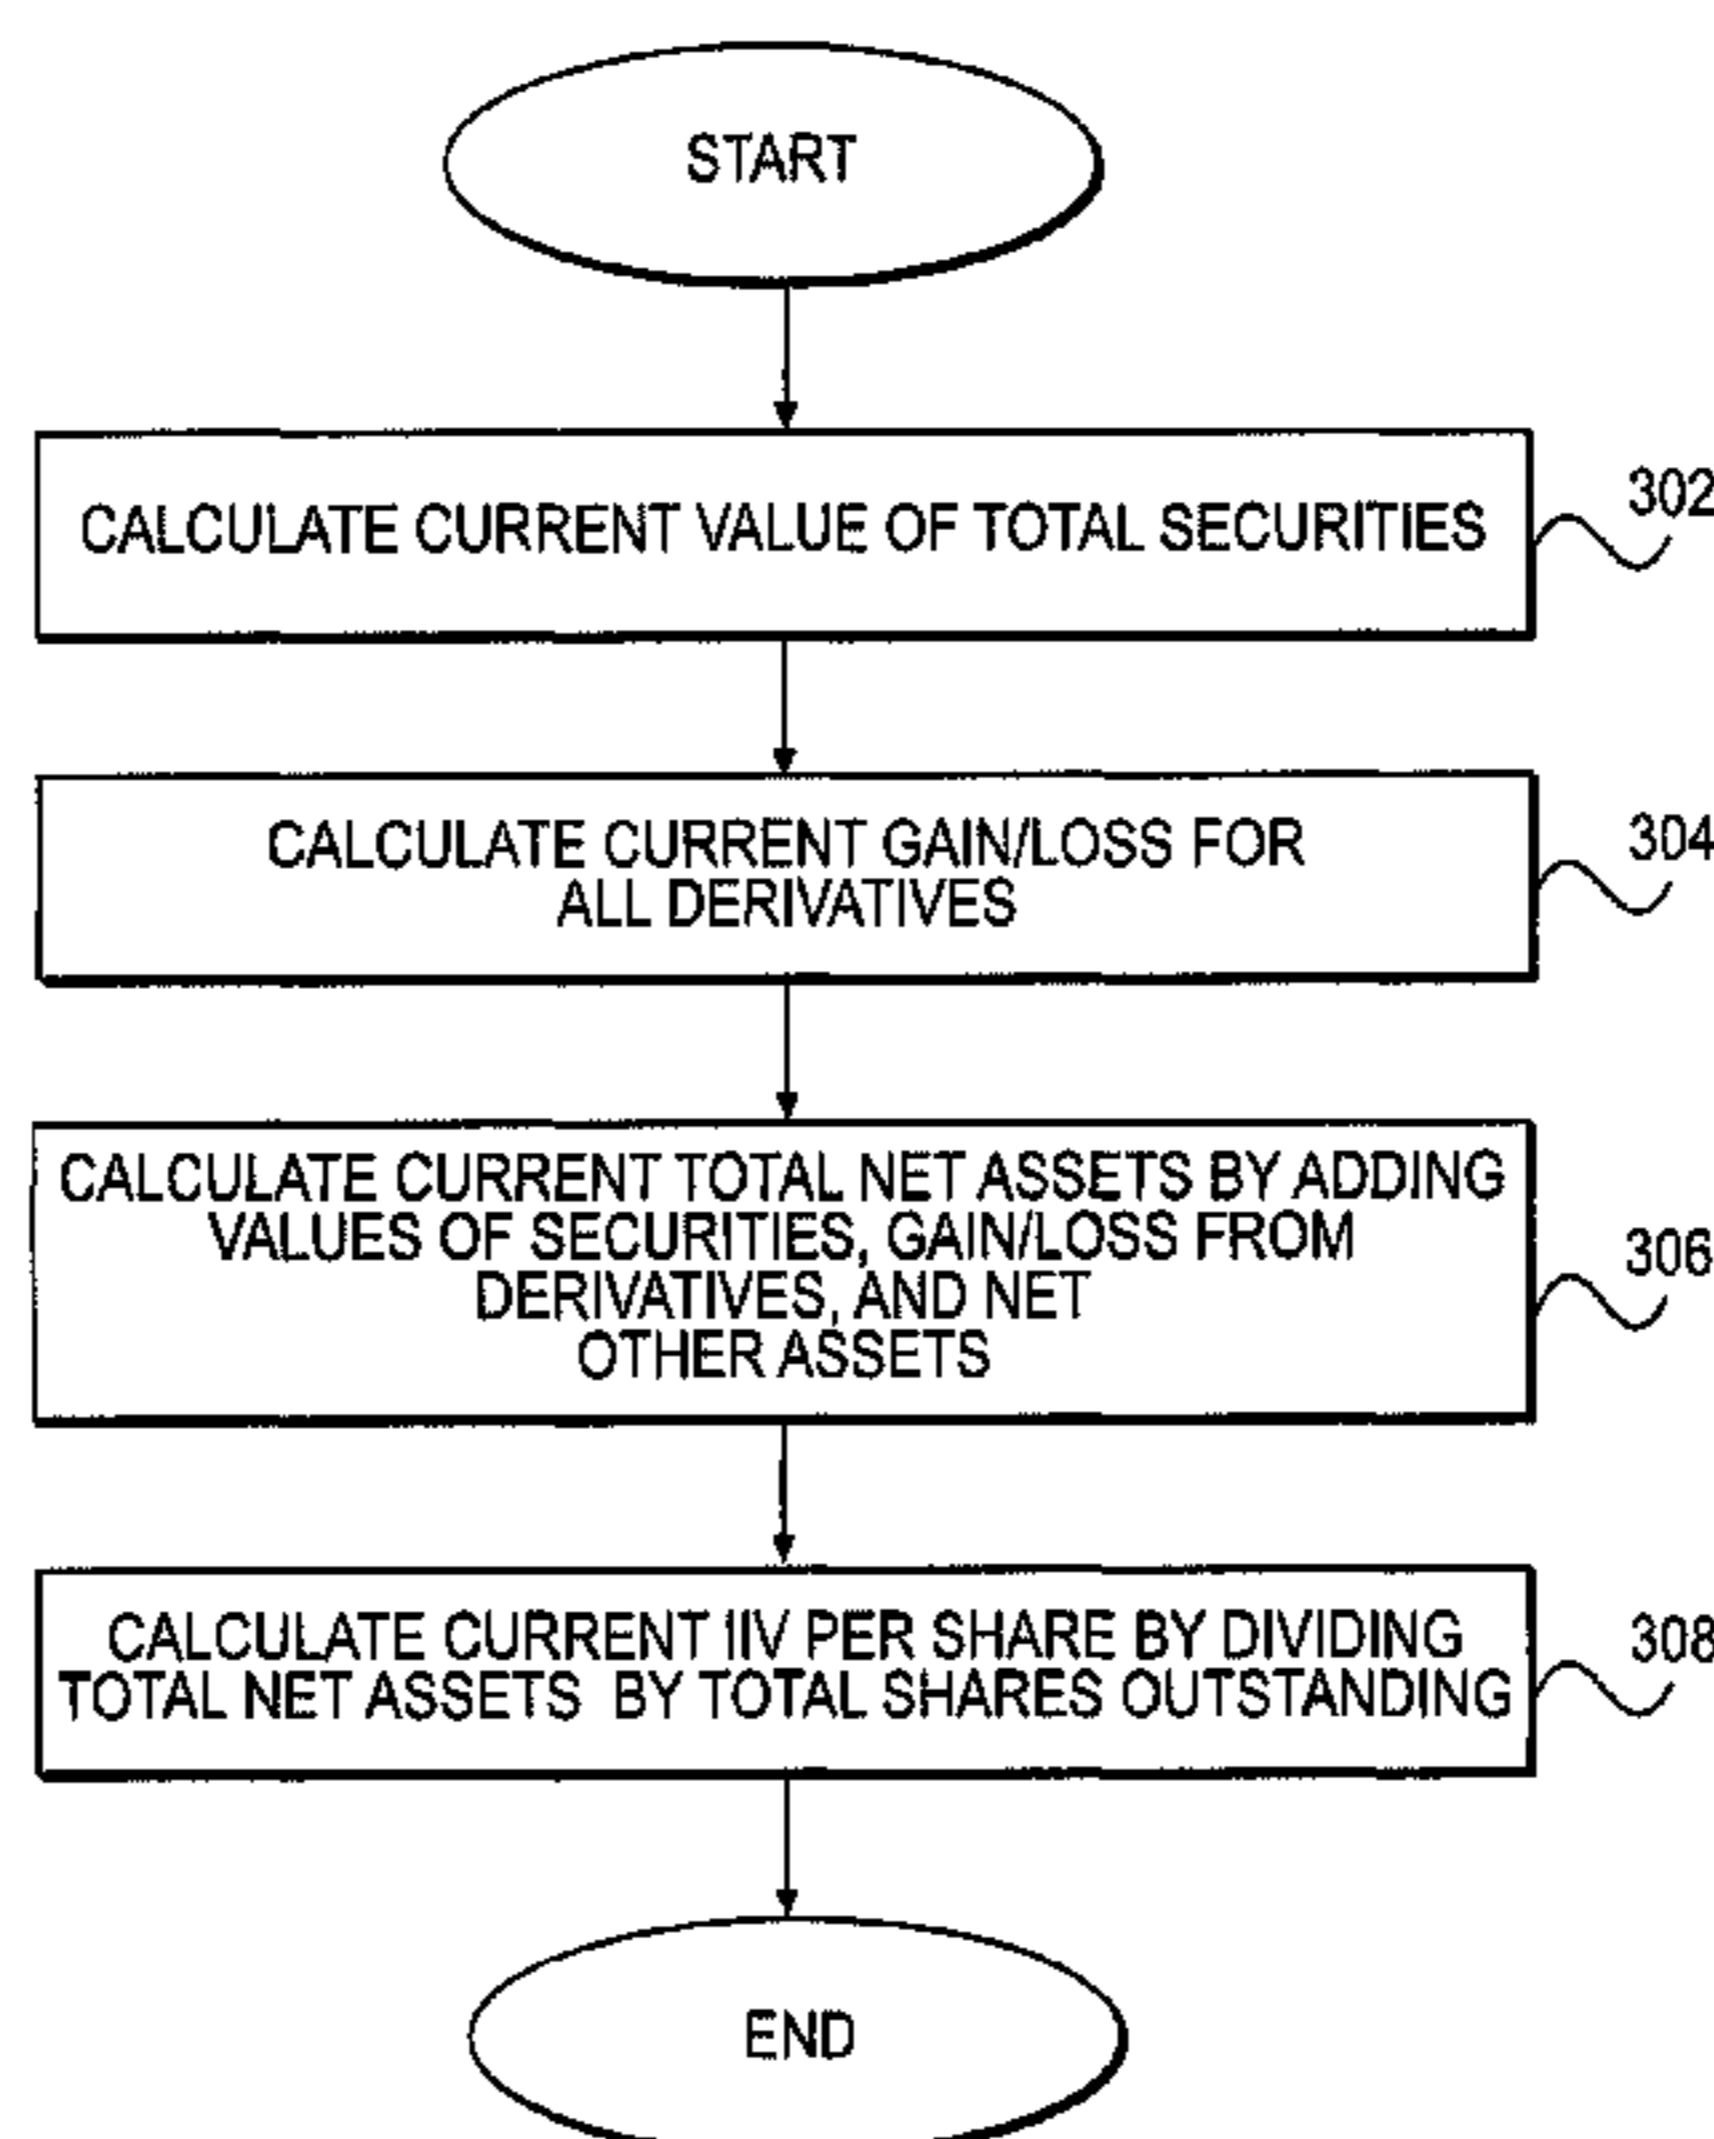 START
CALCULATE CURRENT VALUE OF TOTAL SECURITIES
302
CALCULATE CURRENT GAIN/LOSS FOR
ALL DERIVATIVES
304
CALCULATE CURRENT TOTAL NET ASSETS BY ADDING
VALUES OF SECURITIES, GAIN/LOSS FROM
DERIVATIVES, AND NET
OTHER ASSETS
306
CALCULATE CURRENT IIV PER SHARE BY DIVIDING
TOTAL NET ASSETS BY TOTAL SHARES OUTSTANDING
308
END